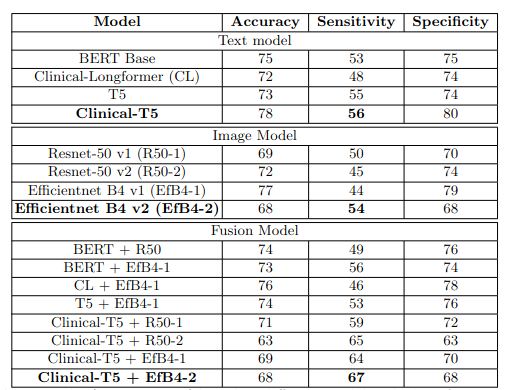 Model Accuracy Sensitivity Specificity
Text model
BERT Base 75 53 75
Clinical-Longformer (CL) 72 48 74
T5 73 55 74
Clinical-T5 78 56 80
Image Model
Resnet-50 v1 (R50-1) 69 50 70
Resnet-50 v2 (R50-2) 72 45 74
Efficientnet B4 v1 (EfB4-1) 77 44 79
Efficientnet B4 v2 (EfB4-2) 68 54 68
Fusion Model
BERT + R50 74 49 76
BERT + EfB4-1 73 56 74
CL + EfB4-1 76 46 78
T5 + EfB4-1 74 53 76
Clinical-T5 + R50-1 71 59 72
Clinical-T5 + R50-2 63 65 63
Clinical-T5 + EfB4-1 69 64 70
Clinical-T5 + EfB4-2 68 67 68